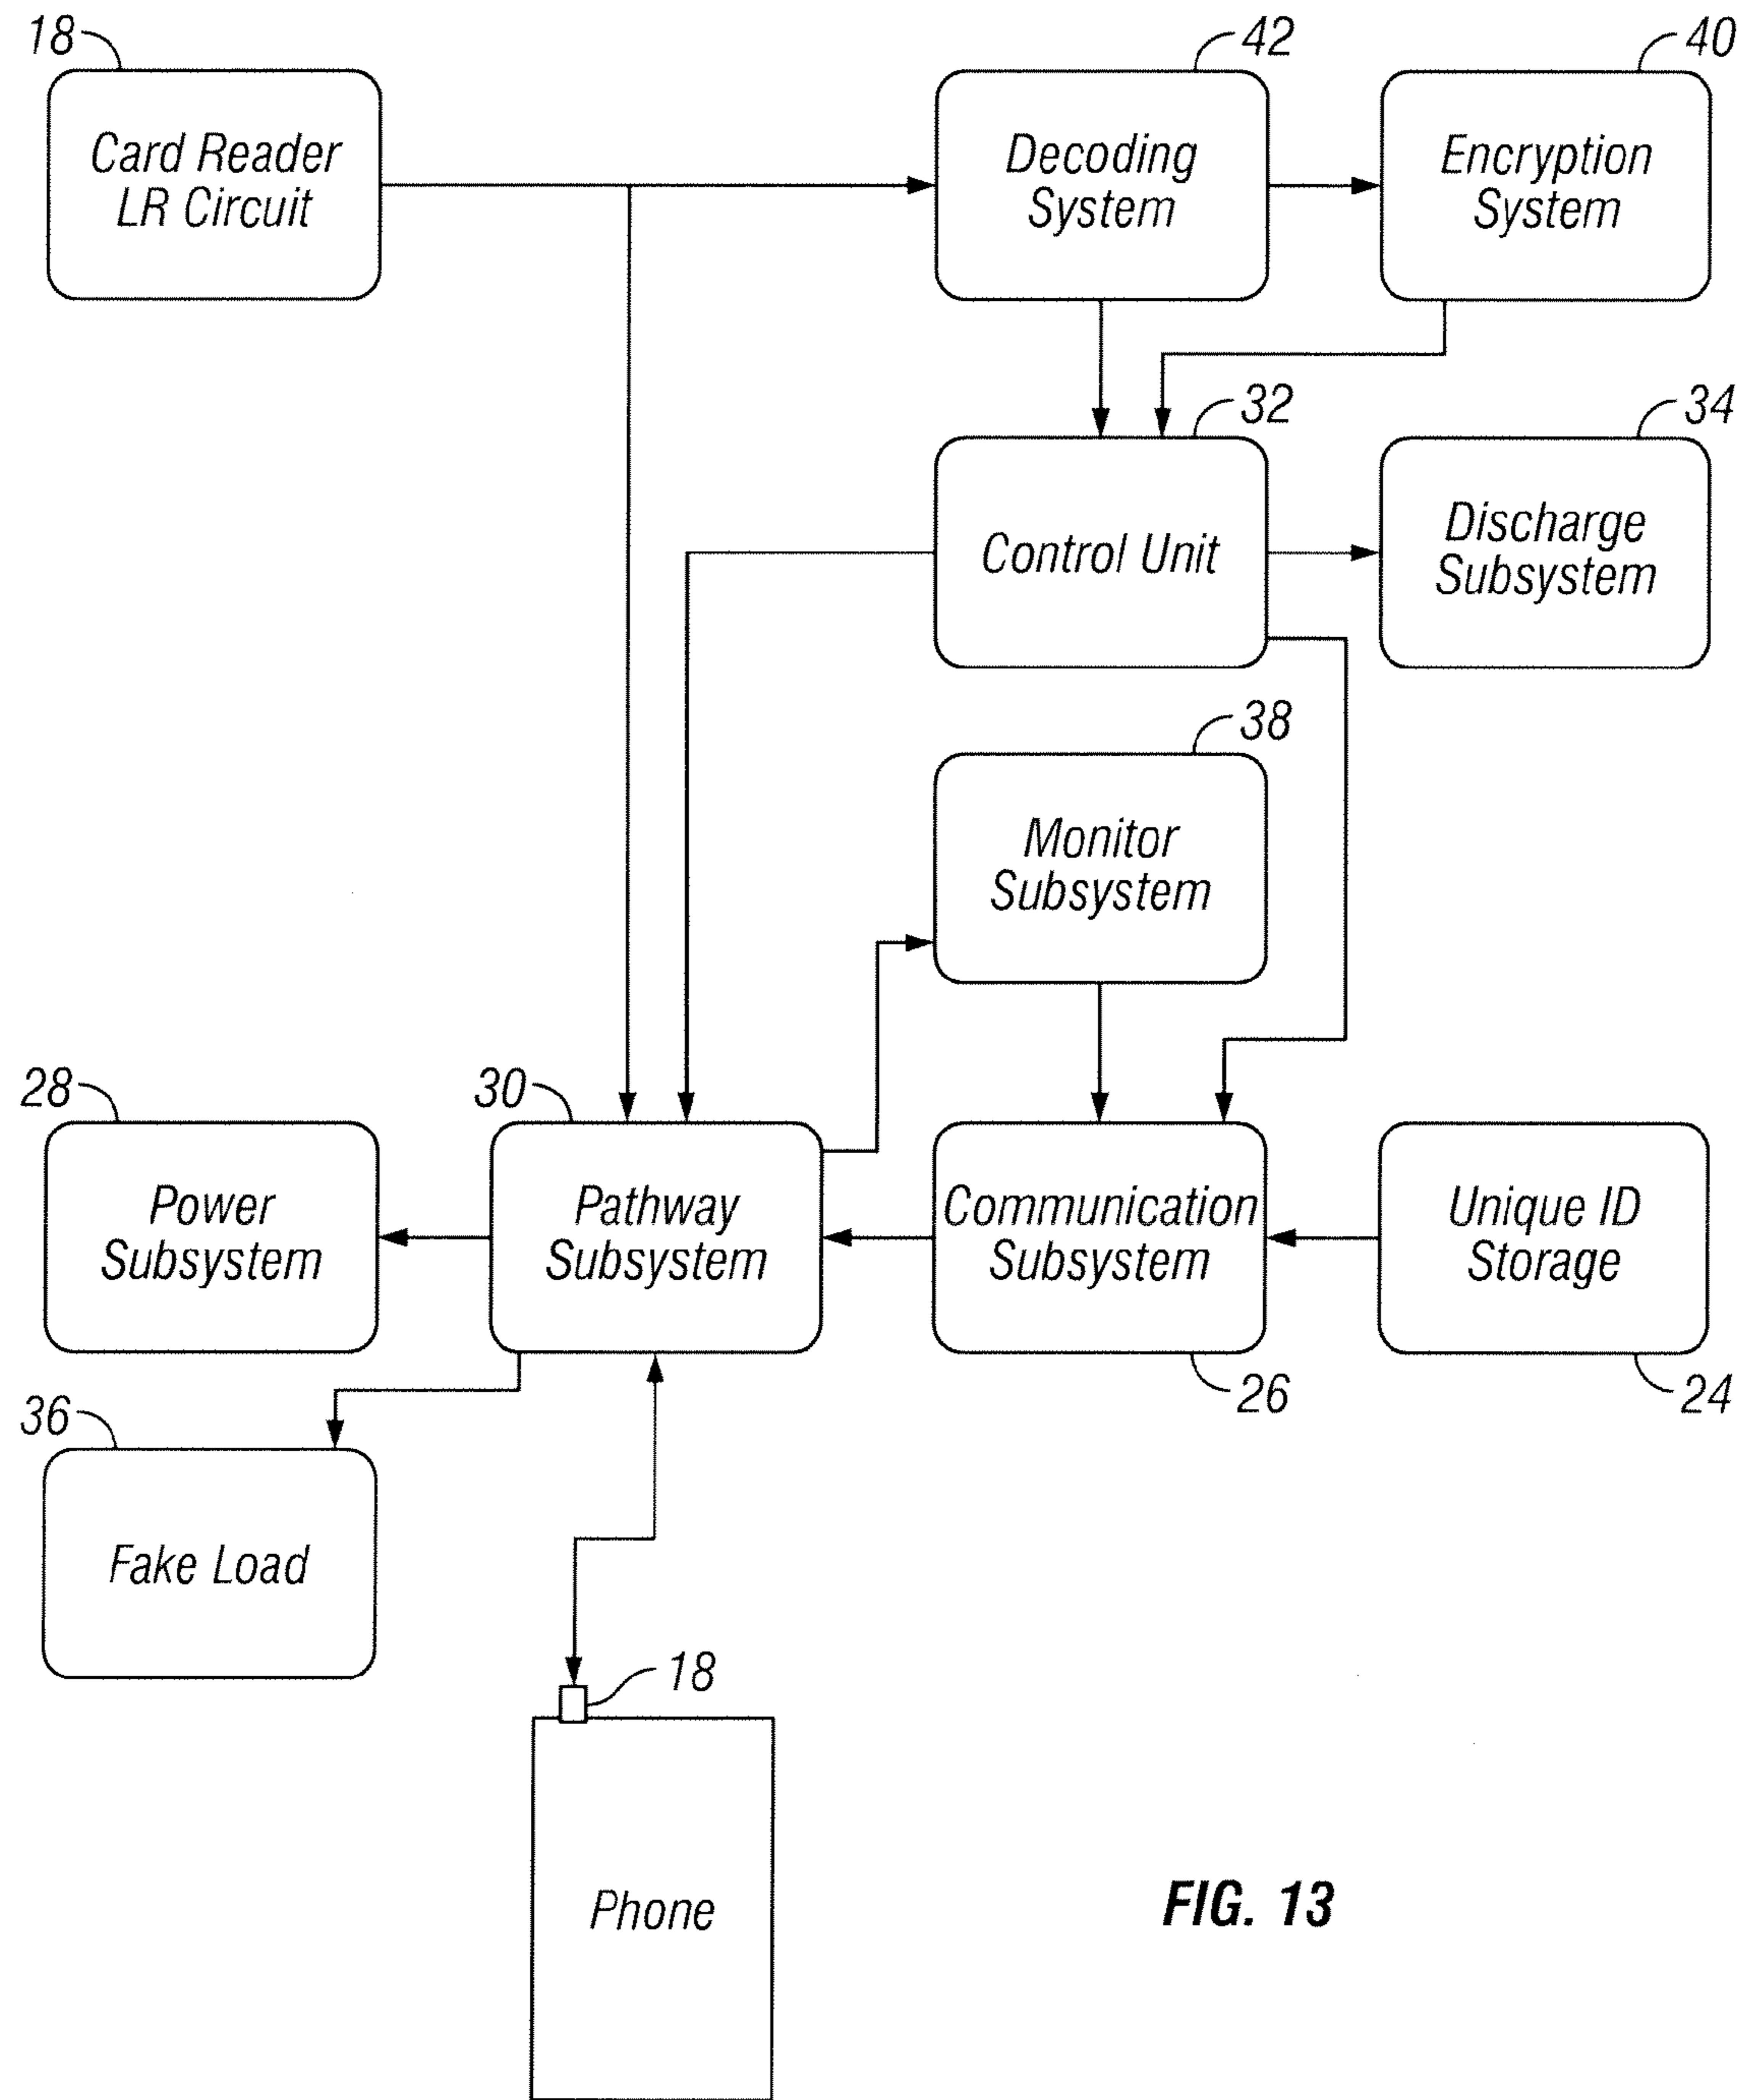 18
Card Reader
LR Circuit
42
Decoding
System
40
Encryption
System
32
Control Unit
34
Discharge
Subsystem
38
Monitor
Subsystem
28
Power
Subsystem
30
Pathway
Subsystem
Communication
Subsystem
26
Unique ID
Storage
24
36
Fake Load
18
Phone
FIG. 13